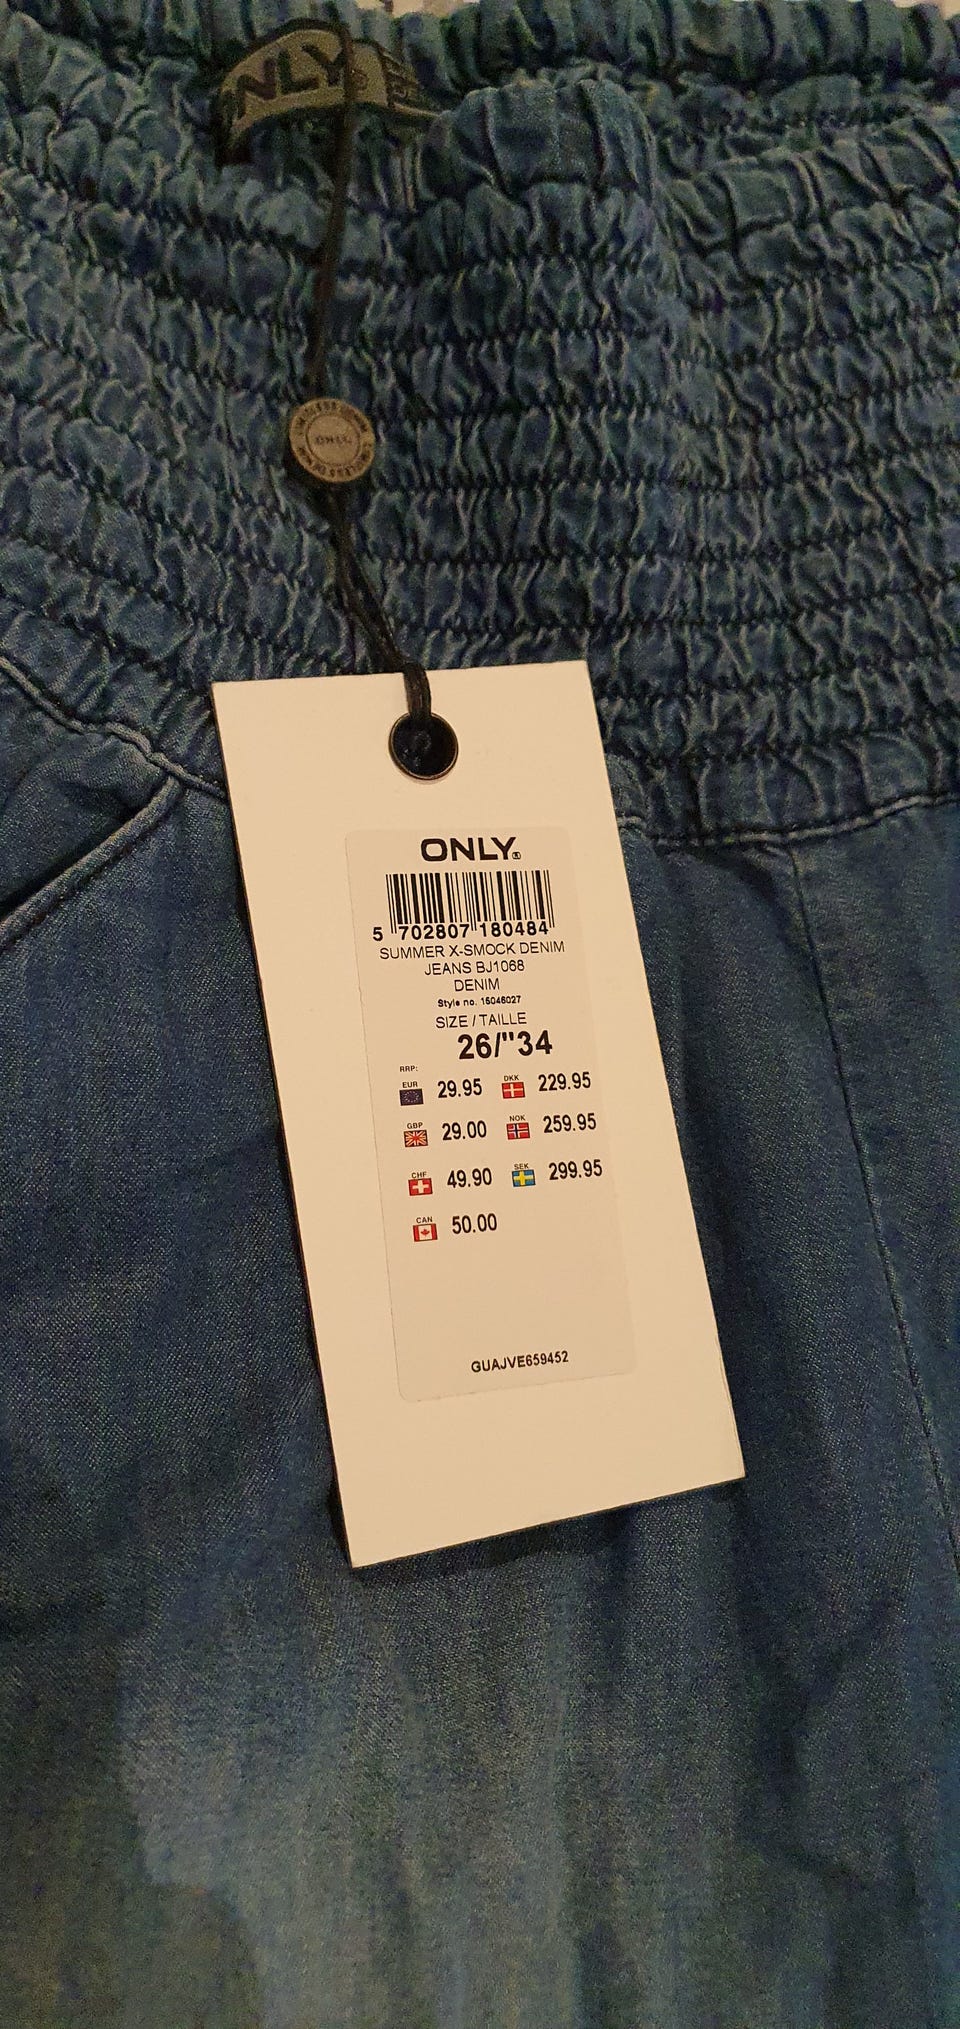 ONLY
ONLY
ONLY®
5 702807 180484
SUMMER X-SMOCK DENIM
JEANS BJ1068
DENIM
Style no. 15046027
SIZE / TAILLE
26/"34
RRP:
EUR 29.95 DKK 229.95
GBP 29.00 NOK 259.95
CHF 49.90 SEK 299.95
CAN 50.00
GUAJVE659452